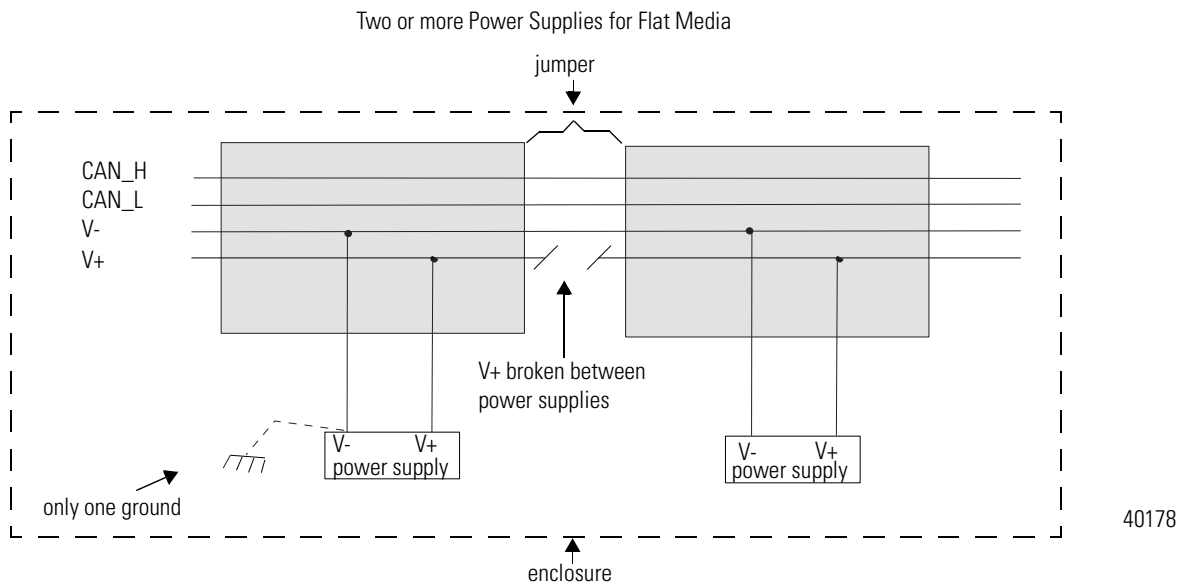 Two or more Power Supplies for Flat Media
jumper
CAN_H
CAN_L
V-
V+
V+ broken between
power supplies
V- V+
power supply
V- V+
power supply
only one ground
40178
enclosure